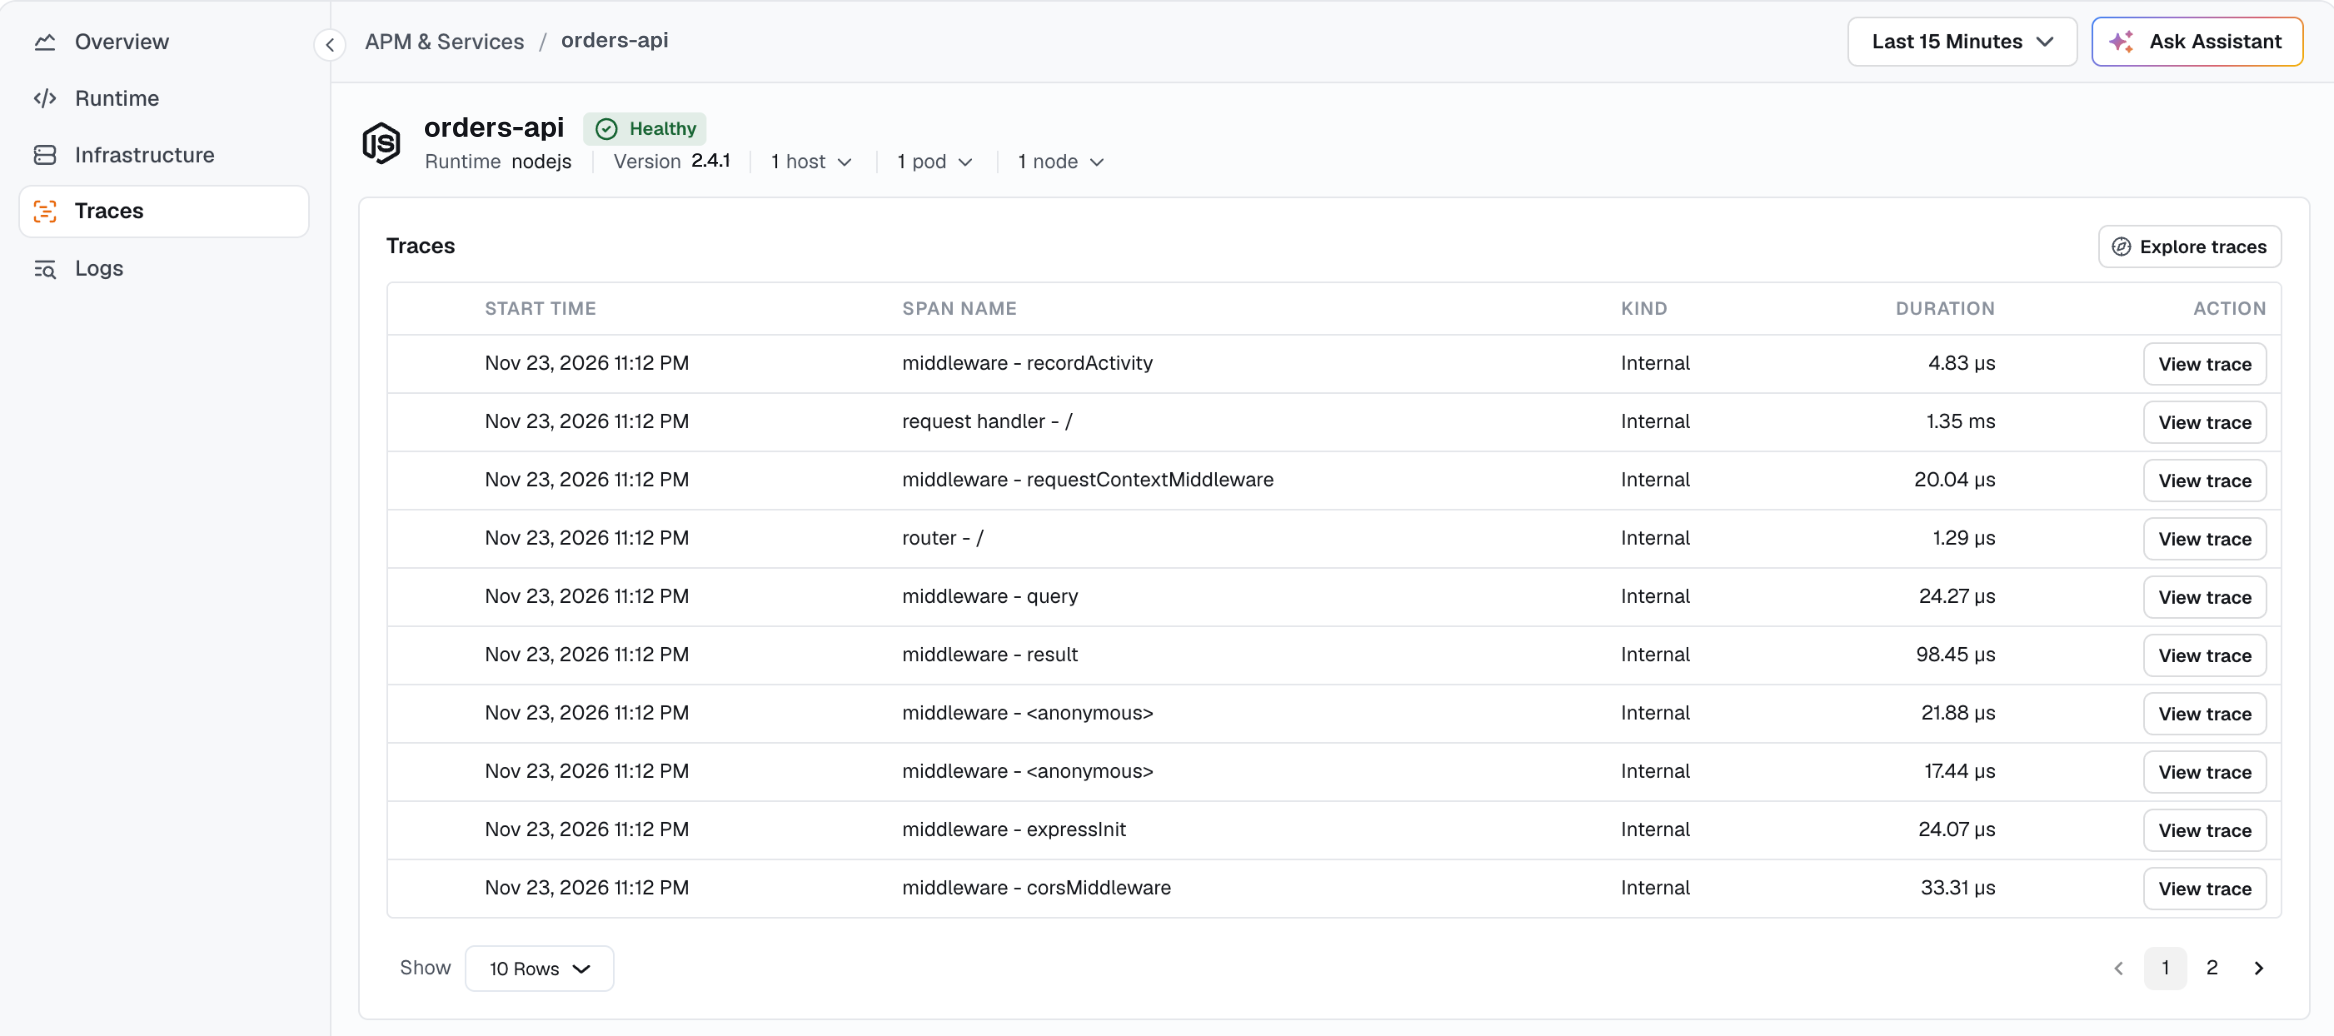 Overview
Runtime
Infrastructure
Traces
Logs
APM & Services / orders-api
Last 15 Minutes
Ask Assistant
JS
orders-api Healthy
Runtime nodejs Version 2.4.1 1 host 1 pod 1 node
Traces
Explore traces
START TIME SPAN NAME KIND DURATION ACTION
Nov 23, 2026 11:12 PM middleware - recordActivity Internal 4.83 µs View trace
Nov 23, 2026 11:12 PM request handler - / Internal 1.35 ms View trace
Nov 23, 2026 11:12 PM middleware - requestContextMiddleware Internal 20.04 µs View trace
Nov 23, 2026 11:12 PM router - / Internal 1.29 µs View trace
Nov 23, 2026 11:12 PM middleware - query Internal 24.27 µs View trace
Nov 23, 2026 11:12 PM middleware - result Internal 98.45 µs View trace
Nov 23, 2026 11:12 PM middleware - <anonymous> Internal 21.88 µs View trace
Nov 23, 2026 11:12 PM middleware - <anonymous> Internal 17.44 µs View trace
Nov 23, 2026 11:12 PM middleware - expressInit Internal 24.07 µs View trace
Nov 23, 2026 11:12 PM middleware - corsMiddleware Internal 33.31 µs View trace
Show 10 Rows
1 2